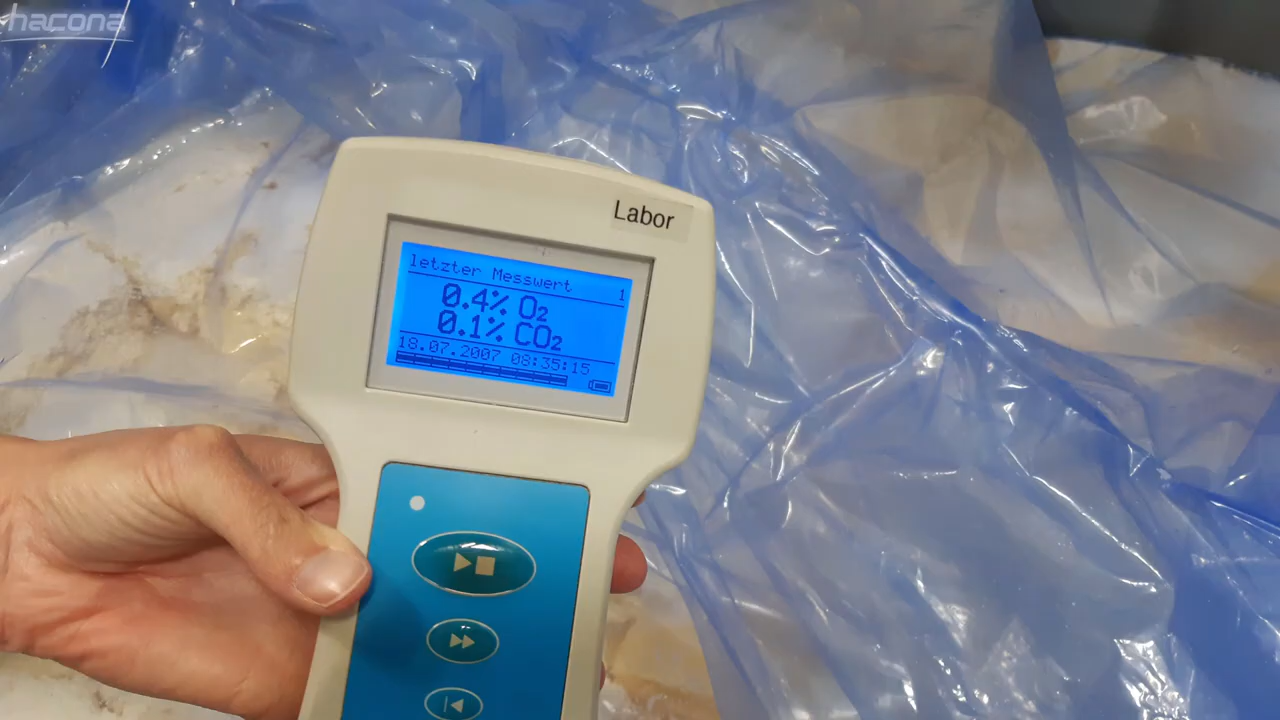 hacona
Labor
letzter Messwert 1
0.4% O₂
0.1% CO₂
18.07.2007 08:35:15